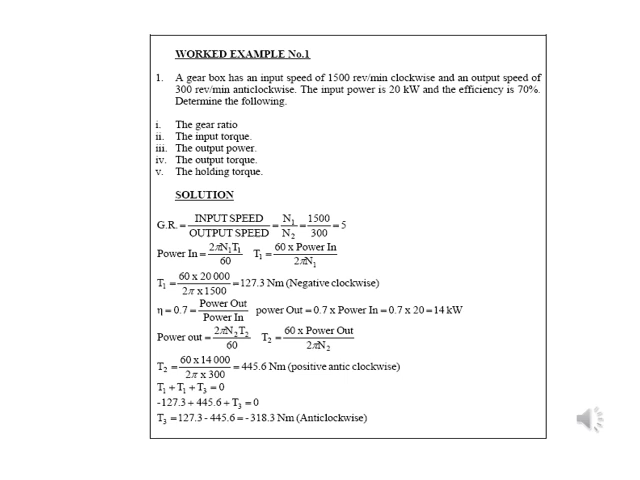 WORKED EXAMPLE No.1
1. A gear box has an input speed of 1500 rev/min clockwise and an output speed of
300 rev/min anticlockwise. The input power is 20 kW and the efficiency is 70%.
Determine the following.
i. The gear ratio
ii. The input torque.
iii. The output power.
iv. The output torque.
v. The holding torque.
SOLUTION
G.R. = INPUT SPEED / OUTPUT SPEED = N₁ / N₂ = 1500 / 300 = 5
Power In = 2πN₁T₁ / 60 T₁ = 60 x Power In / 2πN₁
T₁ = 60 x 20 000 / 2π x 1500 = 127.3 Nm (Negative clockwise)
η = 0.7 = Power Out / Power In power Out = 0.7 x Power In = 0.7 x 20 = 14 kW
Power out = 2πN₂T₂ / 60 T₂ = 60 x Power Out / 2πN₂
T₂ = 60 x 14 000 / 2π x 300 = 445.6 Nm (positive antic clockwise)
T₁ + T₁ + T₃ = 0
-127.3 + 445.6 + T₃ = 0
T₃ = 127.3 - 445.6 = - 318.3 Nm (Anticlockwise)